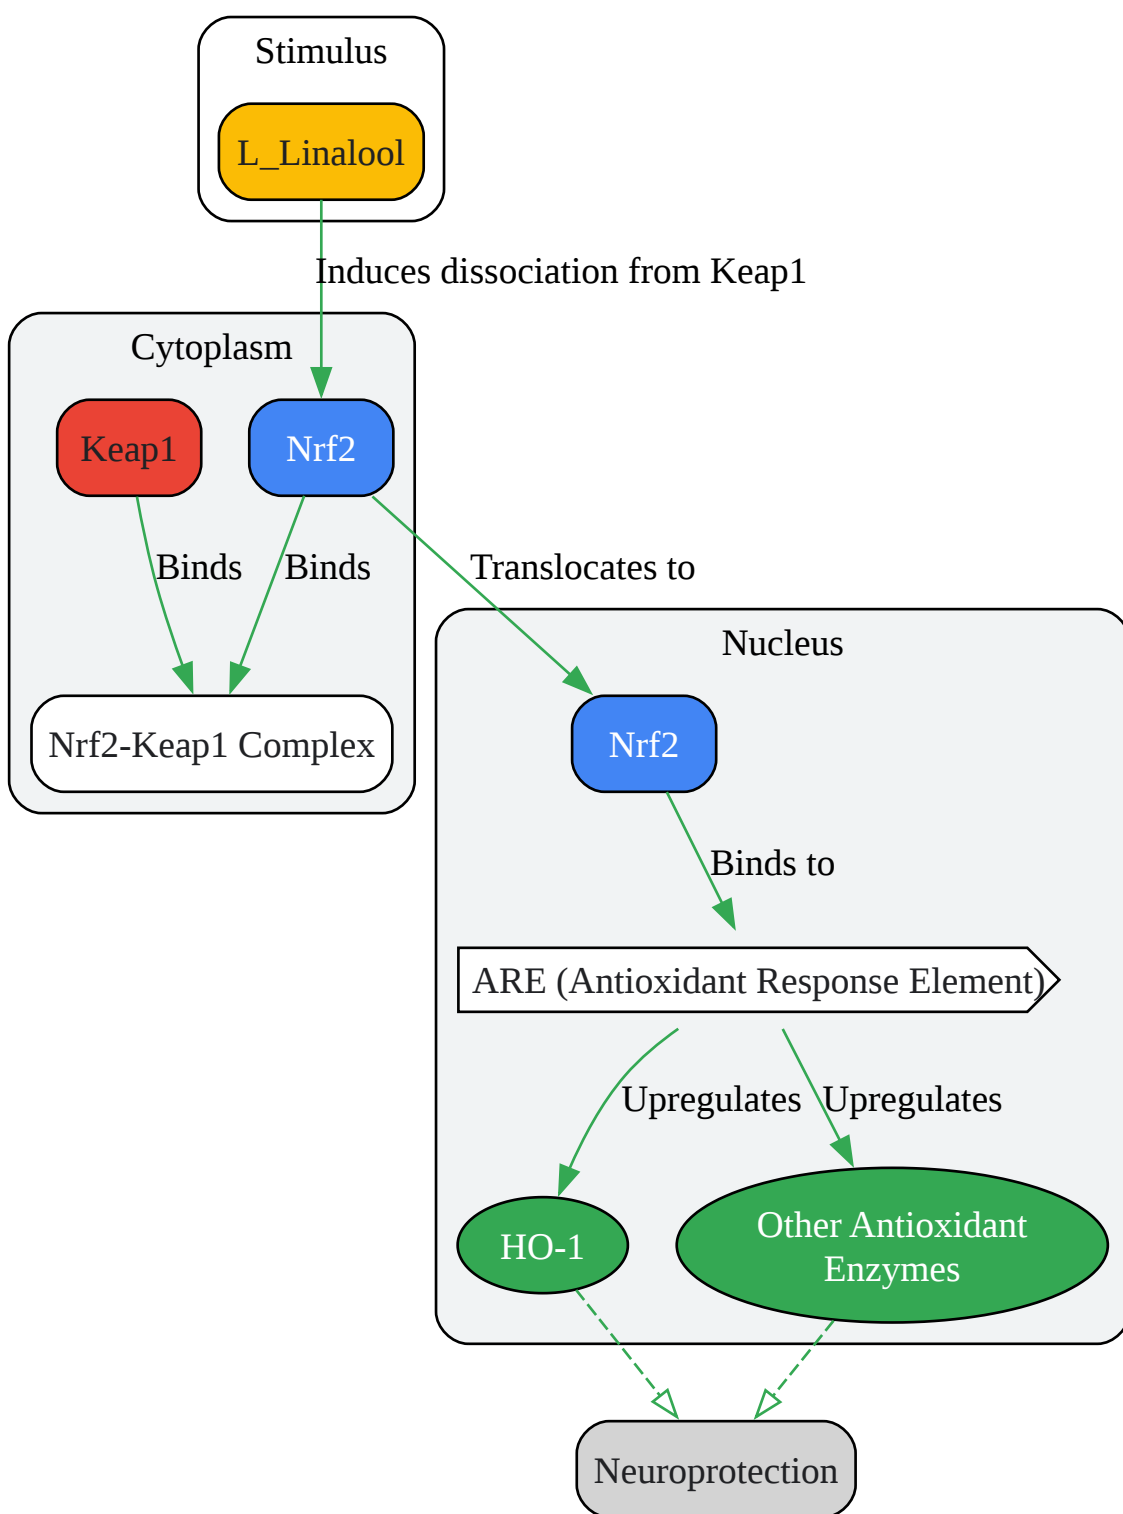 Stimulus
L_Linalool
Induces dissociation from Keap1
Cytoplasm
Keap1
Nrf2
Binds
Binds
Translocates to
Nucleus
Nrf2-Keap1 Complex
Nrf2
Binds to
ARE (Antioxidant Response Element)
Upregulates
Upregulates
HO-1
Other Antioxidant
Enzymes
Neuroprotection